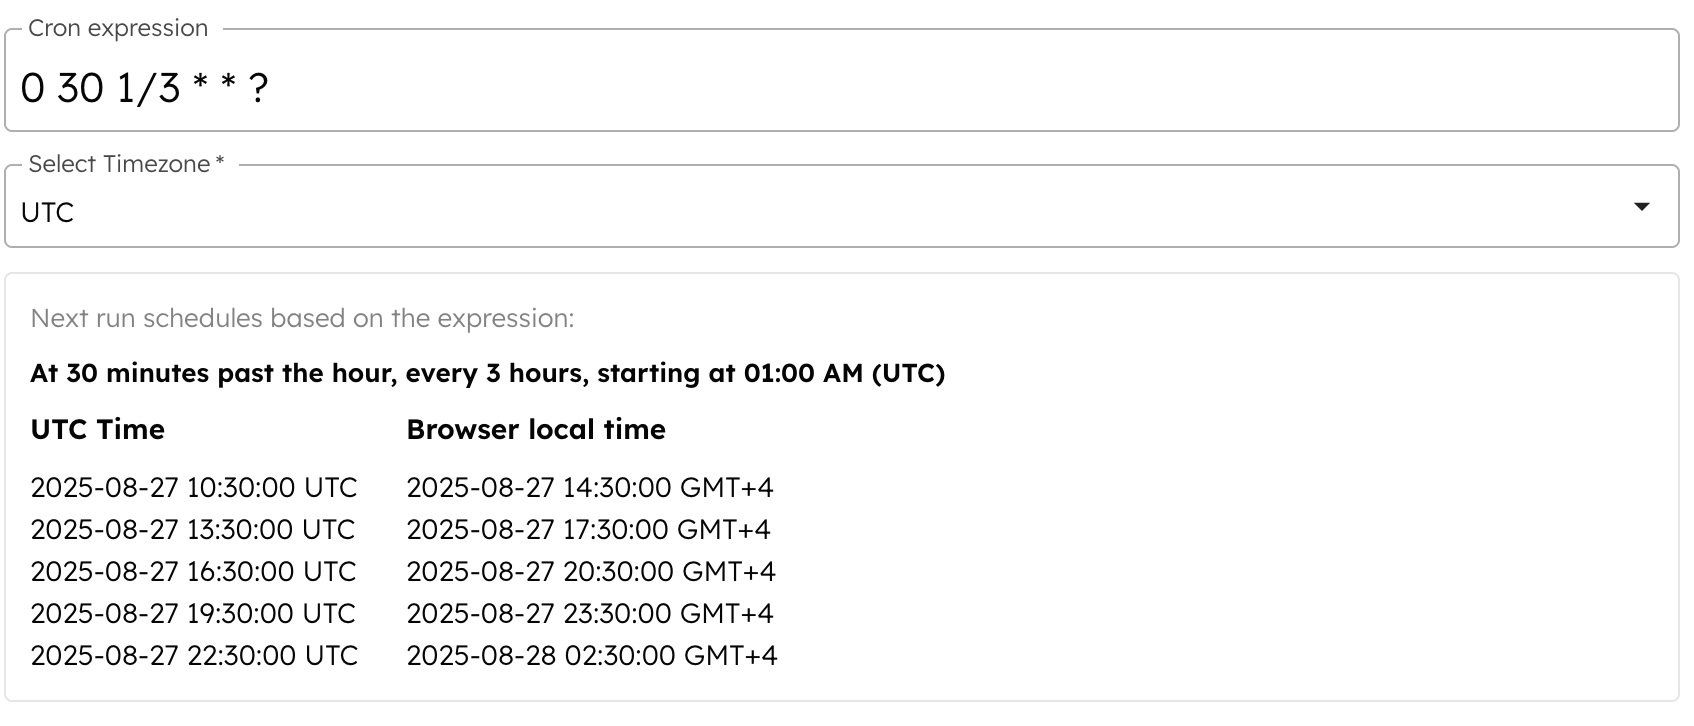 Cron expression
0 30 1/3 * * ?
Select Timezone *
UTC
Next run schedules based on the expression:
At 30 minutes past the hour, every 3 hours, starting at 01:00 AM (UTC)
UTC Time Browser local time
2025-08-27 10:30:00 UTC 2025-08-27 14:30:00 GMT+4
2025-08-27 13:30:00 UTC 2025-08-27 17:30:00 GMT+4
2025-08-27 16:30:00 UTC 2025-08-27 20:30:00 GMT+4
2025-08-27 19:30:00 UTC 2025-08-27 23:30:00 GMT+4
2025-08-27 22:30:00 UTC 2025-08-28 02:30:00 GMT+4